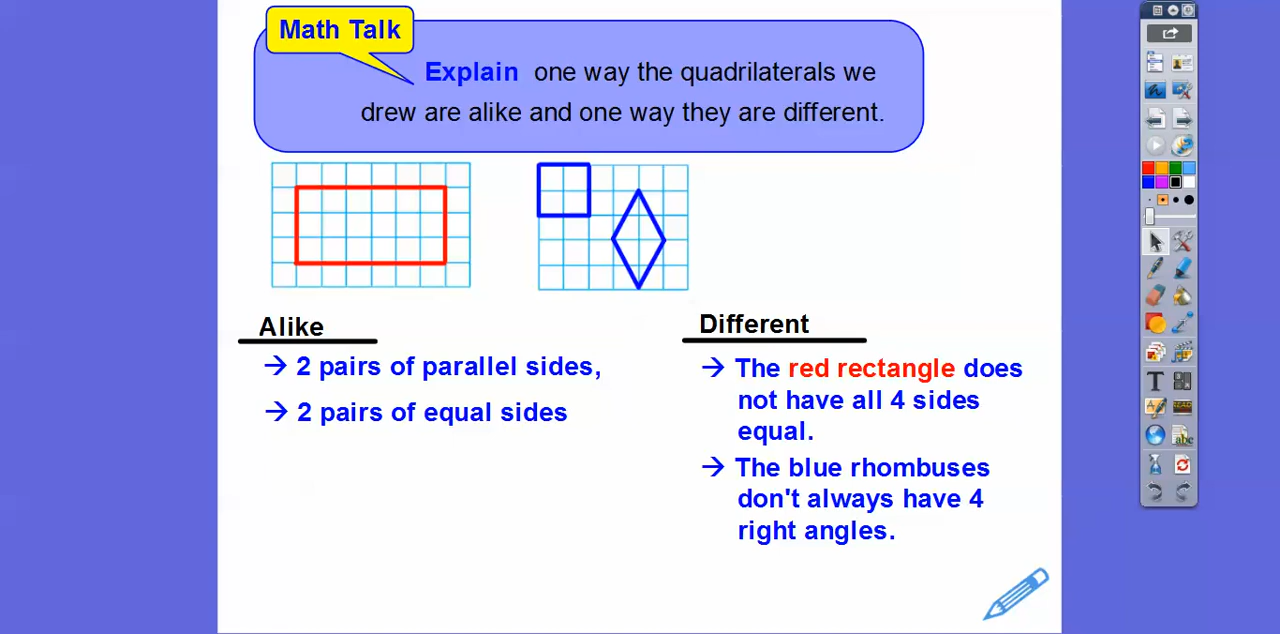 Math Talk
Explain one way the quadrilaterals we
drew are alike and one way they are different.
Alike
→ 2 pairs of parallel sides,
→ 2 pairs of equal sides
Different
→ The red rectangle does
not have all 4 sides
equal.
→ The blue rhombuses
don't always have 4
right angles.